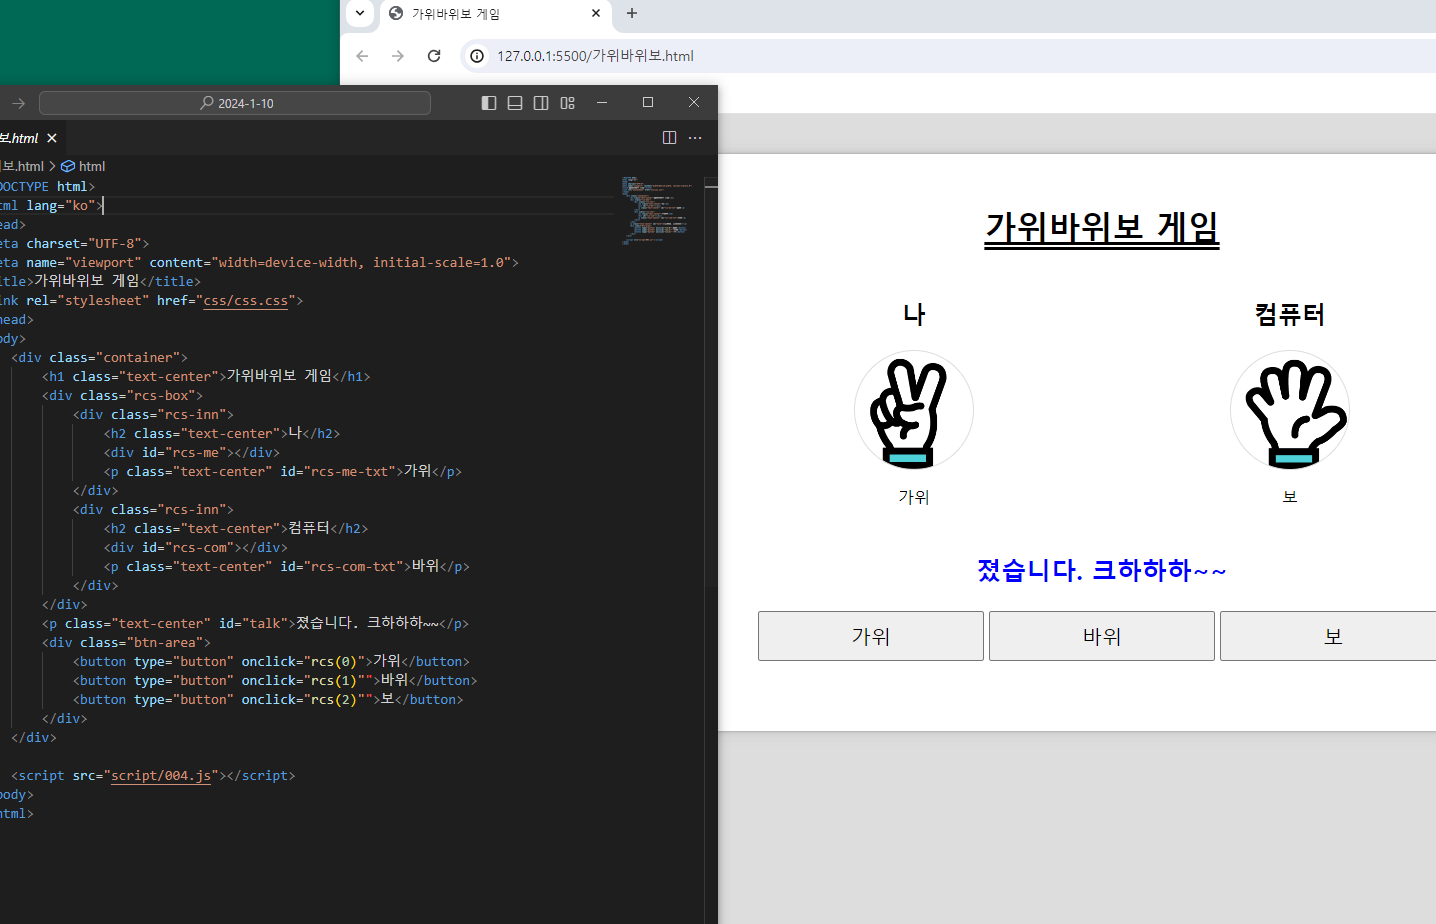 가위바위보 게임
127.0.0.1:5500/가위바위보.html
2024-1-10
보.html
보.html > html
DOCTYPE html>
tml lang="ko">
ead>
eta charset="UTF-8">
eta name="viewport" content="width=device-width, initial-scale=1.0">
itle>가위바위보 게임</title>
ink rel="stylesheet" href="css/css.css">
head>
ody>
<div class="container">
<h1 class="text-center">가위바위보 게임</h1>
<div class="rcs-box">
<div class="rcs-inn">
<h2 class="text-center">나</h2>
<div id="rcs-me"></div>
<p class="text-center" id="rcs-me-txt">가위</p>
</div>
<div class="rcs-inn">
<h2 class="text-center">컴퓨터</h2>
<div id="rcs-com"></div>
<p class="text-center" id="rcs-com-txt">바위</p>
</div>
</div>
<p class="text-center" id="talk">졌습니다. 크하하하~~</p>
<div class="btn-area">
<button type="button" onclick="rcs(0)">가위</button>
<button type="button" onclick="rcs(1)"">바위</button>
<button type="button" onclick="rcs(2)"">보</button>
</div>
</div>
<script src="script/004.js"></script>
body>
html>
가위바위보 게임
나
컴퓨터
가위
보
졌습니다. 크하하하~~
가위
바위
보